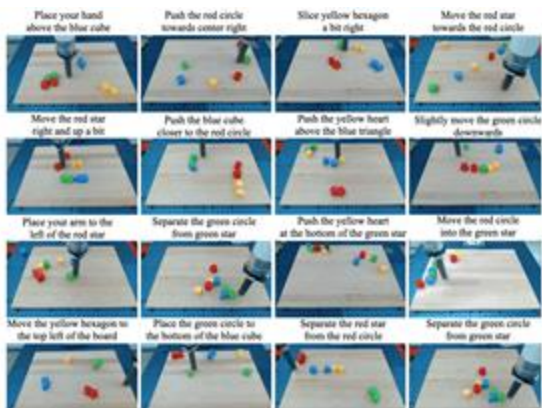 Place your hand
above the blue cube
Push the red circle
towards center right
Slice yellow hexagon
a bit right
Move the red star
towards the red circle
Move the red star
right and up a bit
Push the blue cube
closer to the red circle
Push the yellow heart
above the blue triangle
Slightly move the green circle
downwards
Place your arm to the
left of the red star
Separate the green circle
from green star
Push the yellow heart
at the bottom of the green star
Move the red circle
into the green star
Move the yellow hexagon to
the top left of the board
Place the green circle to
the bottom of the blue cube
Separate the red star
from the red circle
Separate the green circle
from green star